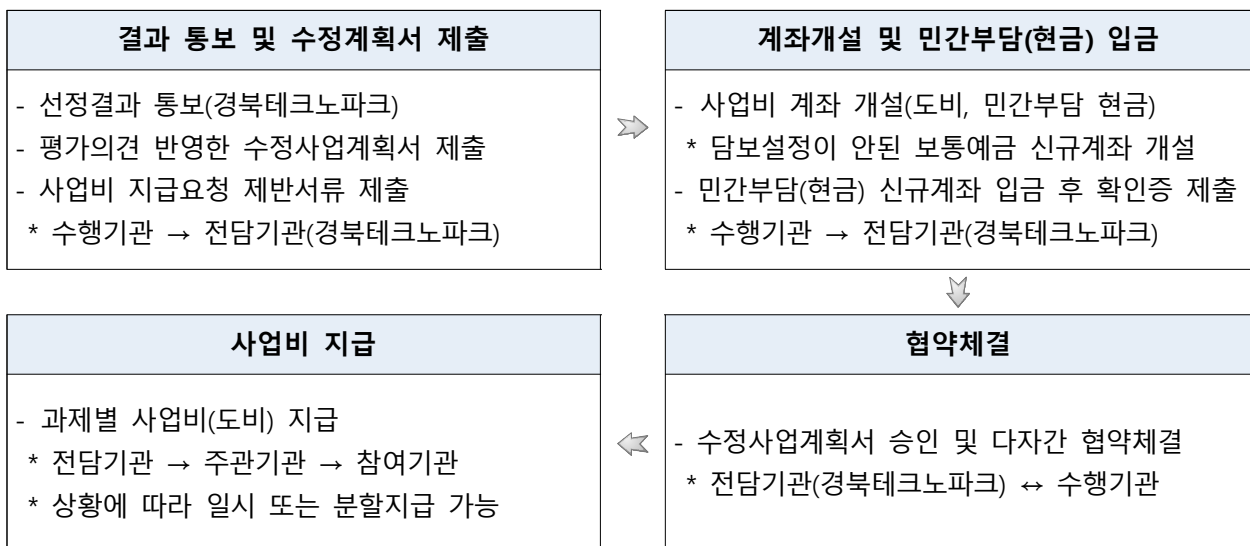 결과 통보 및 수정계획서 제출
- 선정결과 통보(경북테크노파크)
- 평가의견 반영한 수정사업계획서 제출
- 사업비 지급요청 제반서류 제출
* 수행기관 → 전담기관(경북테크노파크)
계좌개설 및 민간부담(현금) 입금
- 사업비 계좌 개설(도비, 민간부담 현금)
* 담보설정이 안된 보통예금 신규계좌 개설
- 민간부담(현금) 신규계좌 입금 후 확인증 제출
* 수행기관 → 전담기관(경북테크노파크)
협약체결
- 수정사업계획서 승인 및 다자간 협약체결
* 전담기관(경북테크노파크) ↔ 수행기관
사업비 지급
- 과제별 사업비(도비) 지급
* 전담기관 → 주관기관 → 참여기관
* 상황에 따라 일시 또는 분할지급 가능